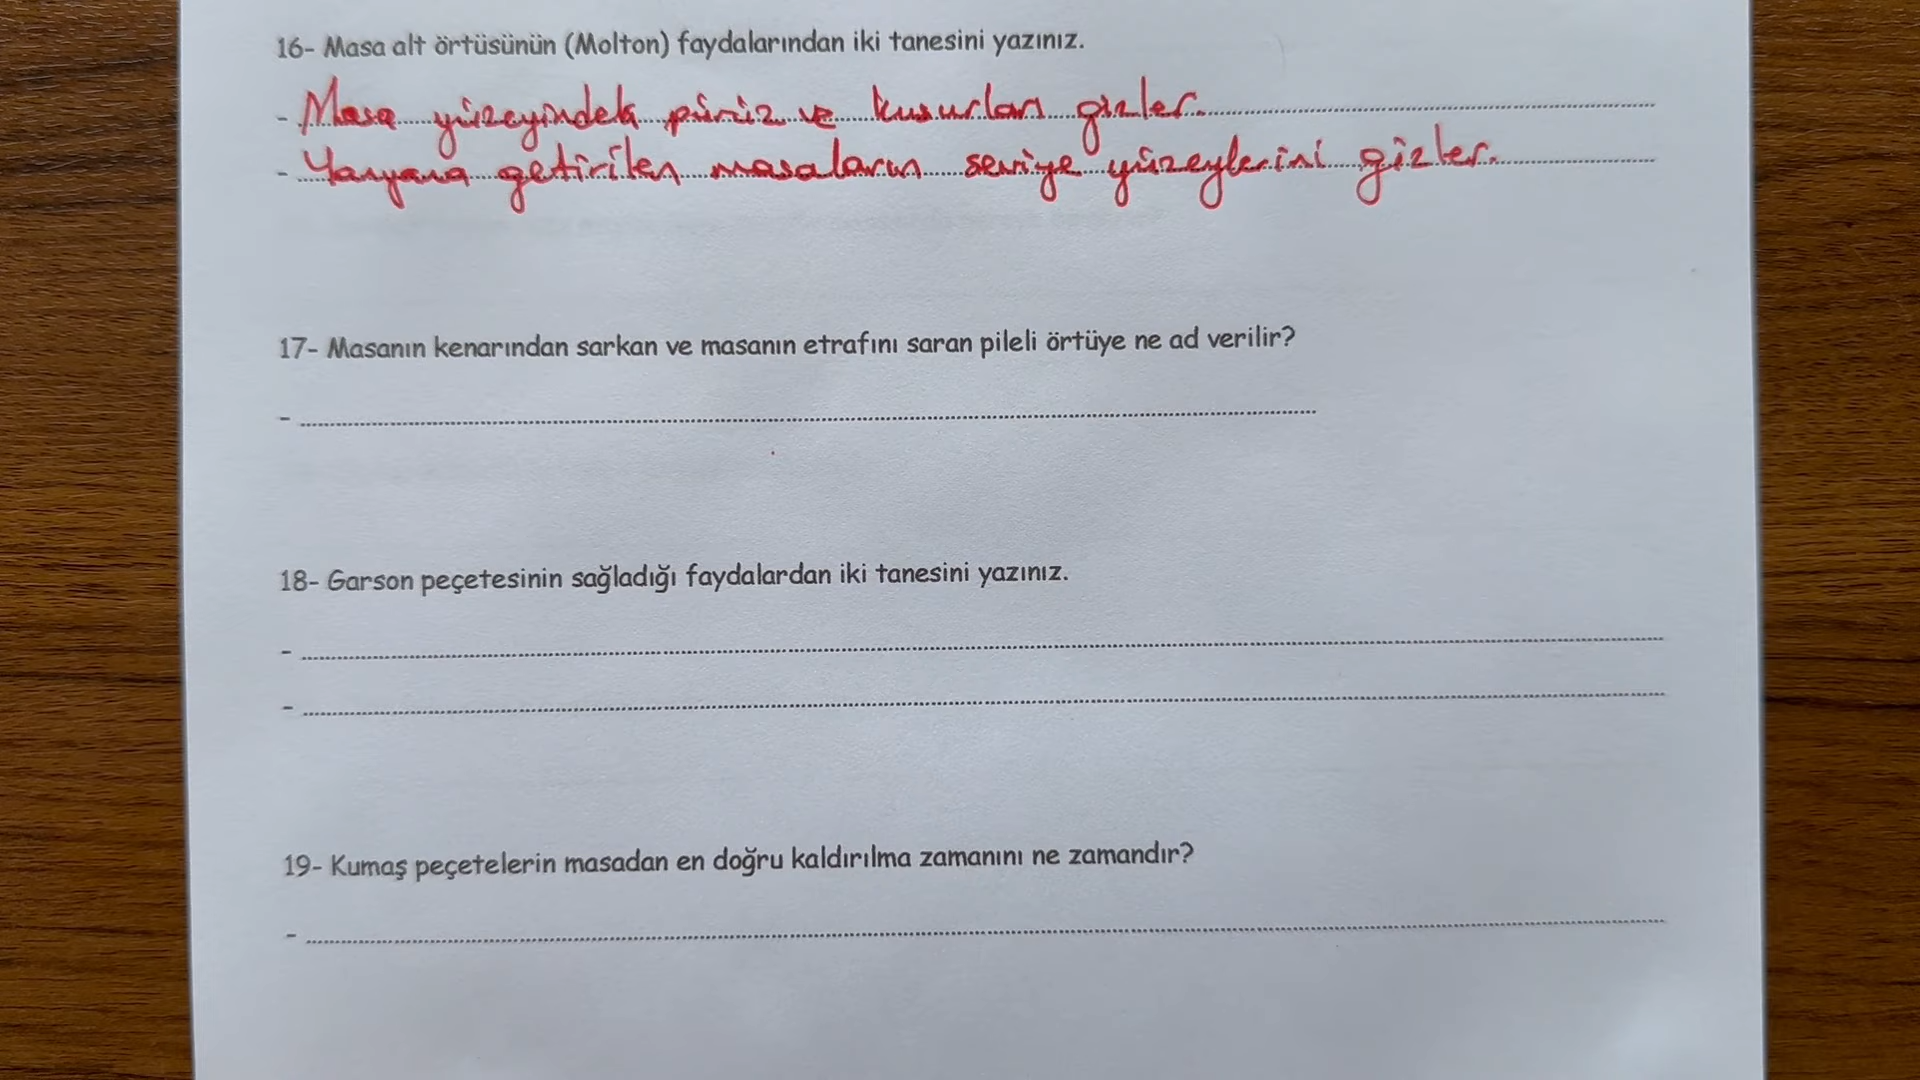 16- Masa alt örtüsünün (Molton) faydalarından iki tanesini yazınız.
- Masa yüzeyindek pürüz ve kusurları gizler.
- Yanyana getirilen masaların seviye yüzeylerini gizler.
17- Masanın kenarından sarkan ve masanın etrafını saran pileli örtüye ne ad verilir?
-
18- Garson peçetesinin sağladığı faydalardan iki tanesini yazınız.
-
-
19- Kumaş peçetelerin masadan en doğru kaldırılma zamanını ne zamandır?
-